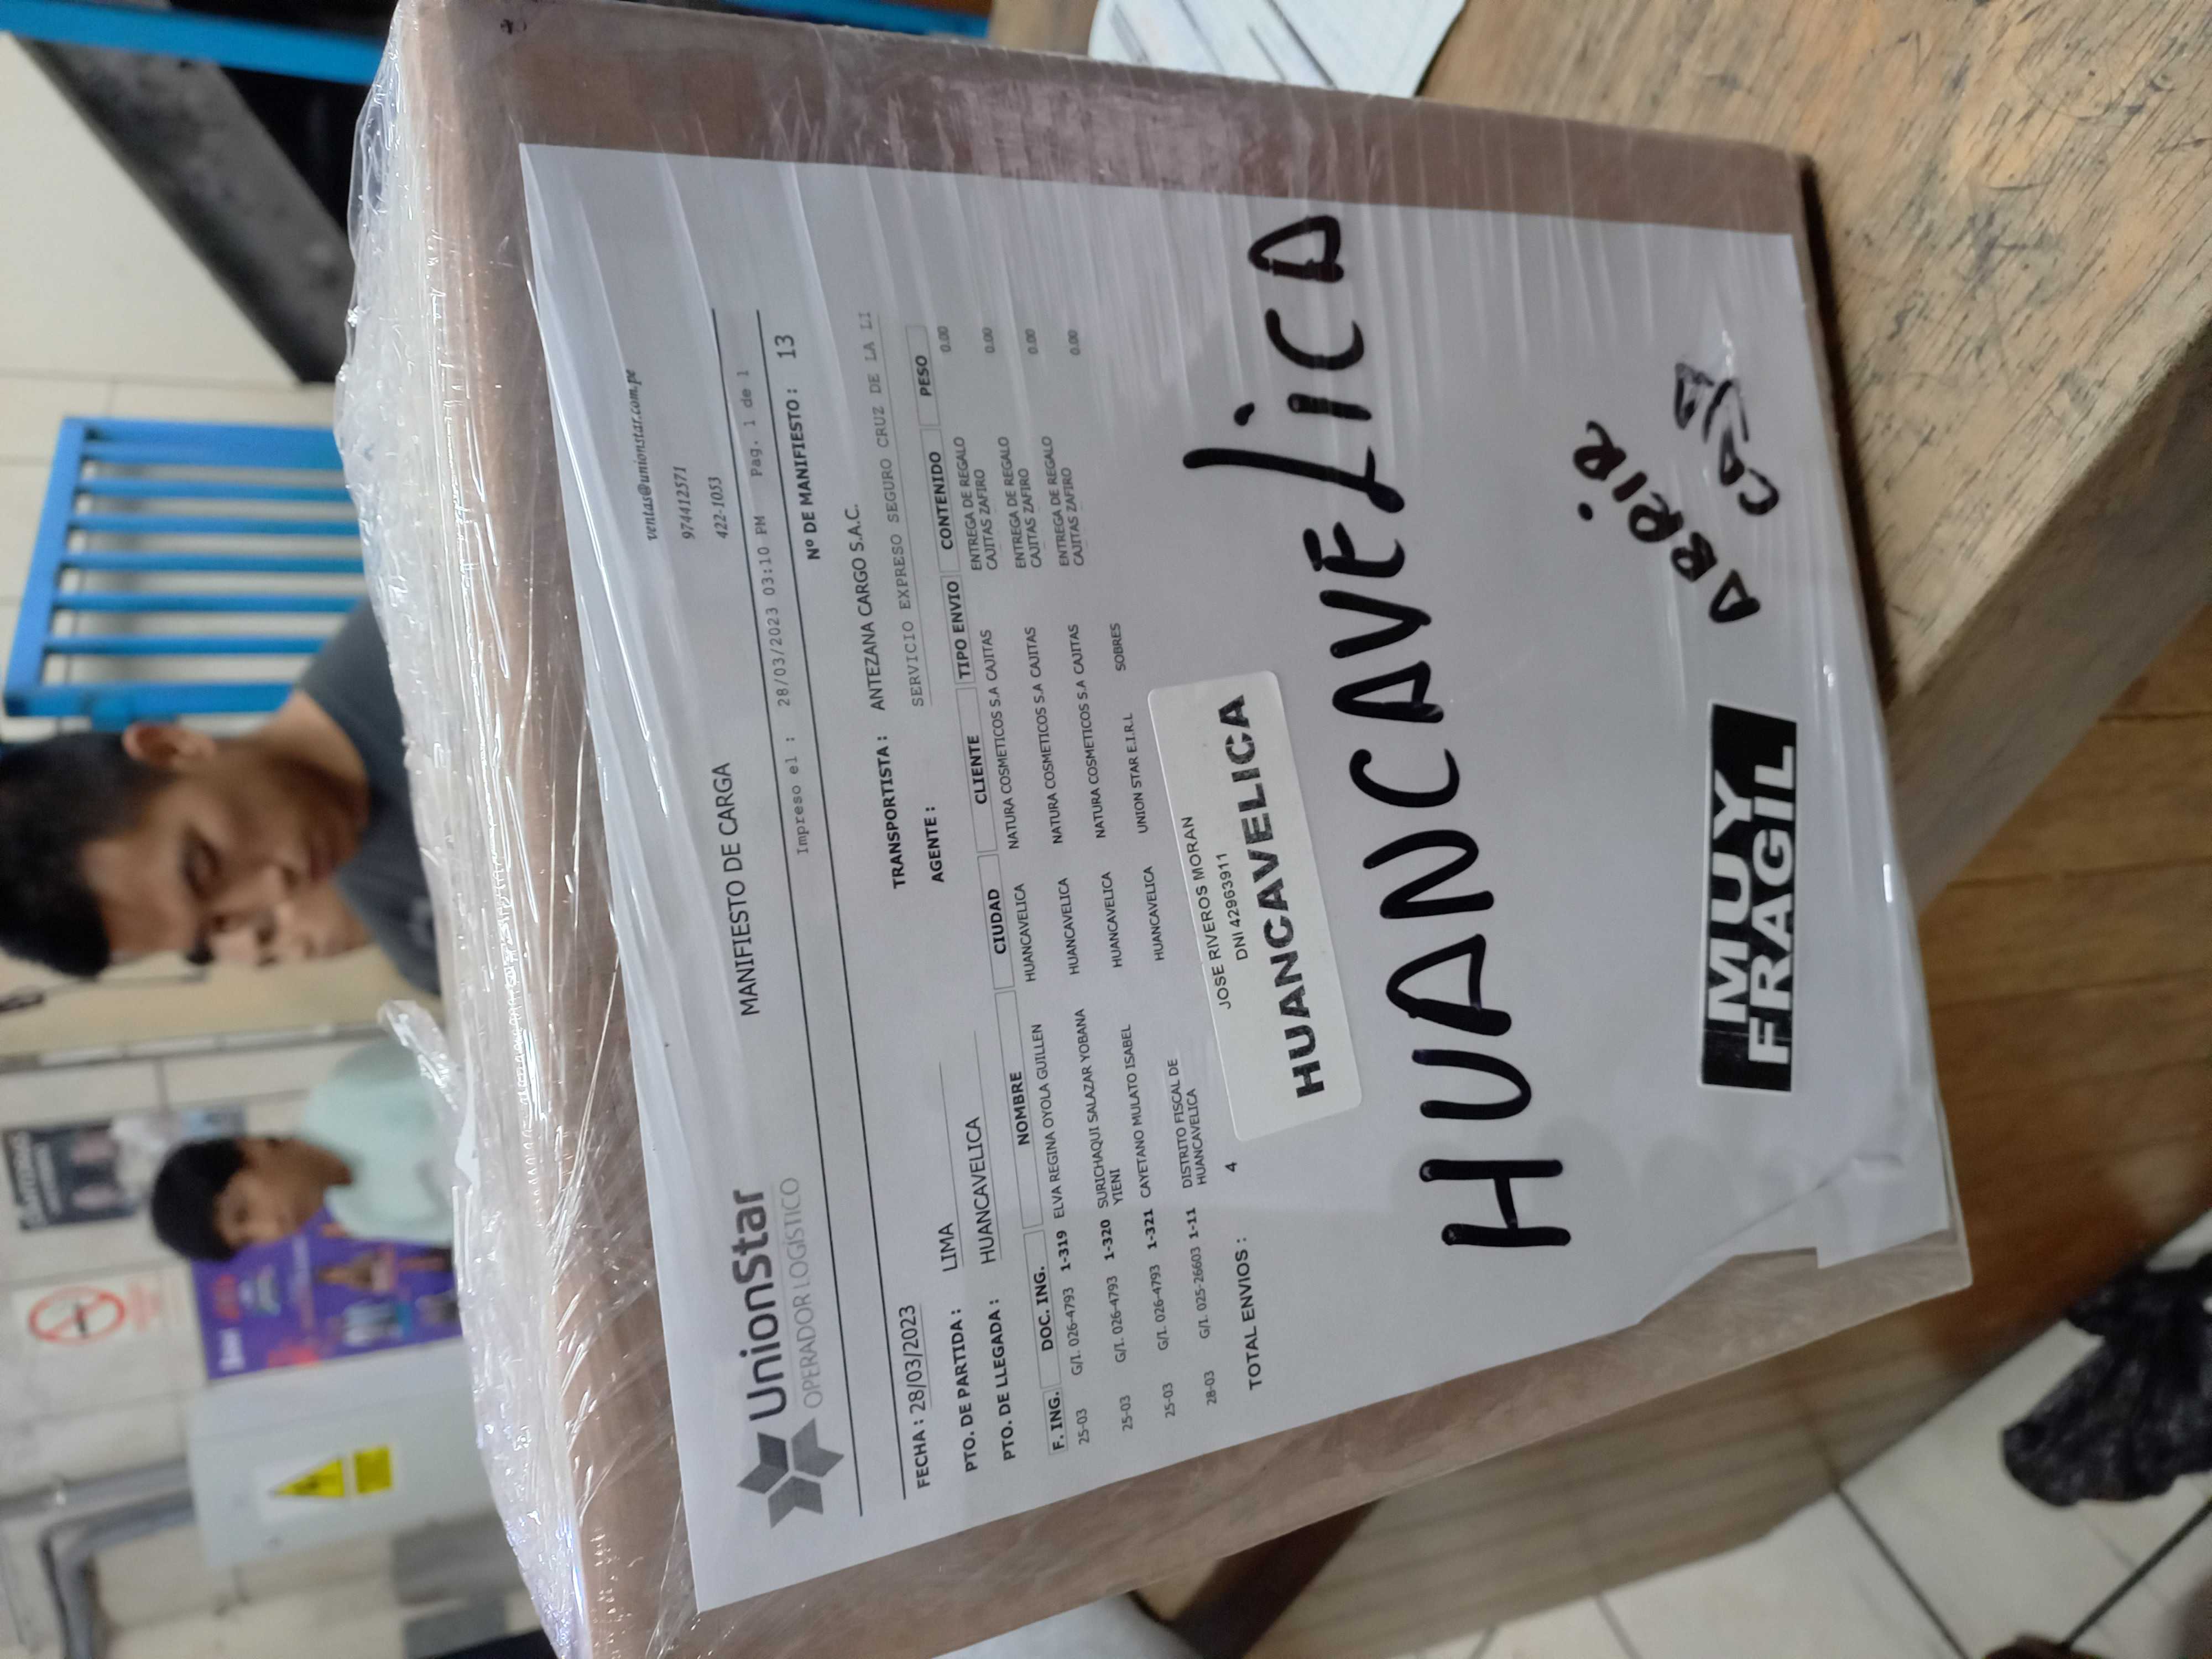 UnionStar
OPERADOR LOGÍSTICO
MANIFIESTO DE CARGA
ventas@unionstar.com.pe
974412571
422-1053
Impreso el : 28/03/2023 03:10 PM Pag. 1 de 1
Nº DE MANIFIESTO : 13
FECHA : 28/03/2023
PTO. DE PARTIDA : LIMA
TRANSPORTISTA : ANTEZANA CARGO S.A.C.
PTO. DE LLEGADA : HUANCAVELICA
AGENTE : SERVICIO EXPRESO SEGURO CRUZ DE LA LI
F. ING. DOC. ING. NOMBRE CIUDAD CLIENTE TIPO ENVIO CONTENIDO PESO
25-03 G/I. 026-4793 1-319 ELVA REGINA OYOLA GUILLEN HUANCAVELICA NATURA COSMETICOS S.A CAJITAS ENTREGA DE REGALO 0.00
CAJITAS ZAFIRO
25-03 G/I. 026-4793 1-320 SURICHAQUI SALAZAR YOBANA HUANCAVELICA NATURA COSMETICOS S.A CAJITAS ENTREGA DE REGALO 0.00
YIENI CAJITAS ZAFIRO
25-03 G/I. 026-4793 1-321 CAYETANO MULATO ISABEL HUANCAVELICA NATURA COSMETICOS S.A CAJITAS ENTREGA DE REGALO 0.00
CAJITAS ZAFIRO
28-03 G/I. 025-26603 1-11 DISTRITO FISCAL DE HUANCAVELICA UNION STAR E.I.R.L SOBRES 0.00
HUANCAVELICA
TOTAL ENVIOS : 4
JOSE RIVEROS MORAN
DNI 42963911
HUANCAVELICA
HUANCAVELICA
MUY
FRAGIL
ABRIR